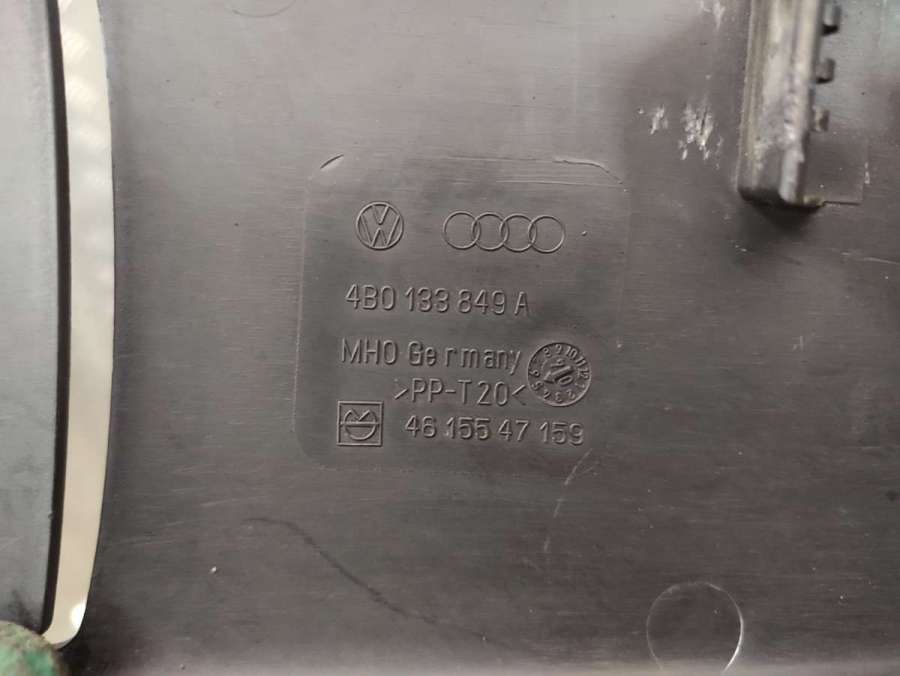 4B0 133 849 A
MHO Germany
>PP-T20<
46 155 47 159